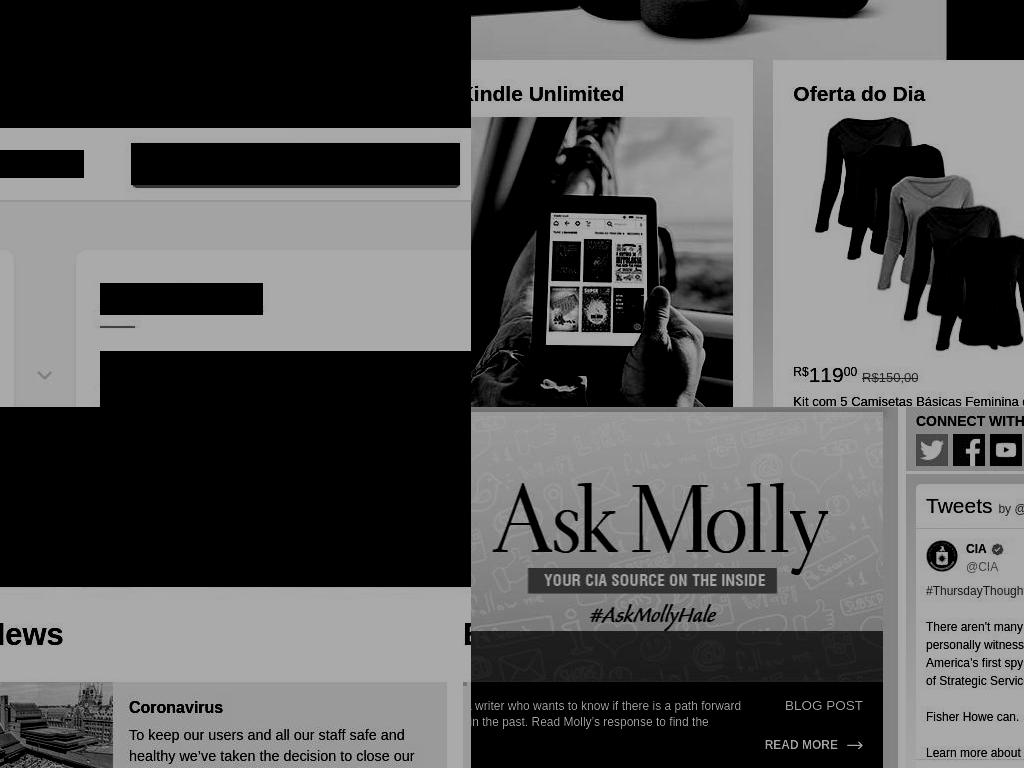 Kindle Unlimited
Oferta do Dia
R$11900 R$150,00
Kit com 5 Camisetas Básicas Feminina
CONNECT WITH
Ask Molly
YOUR CIA SOURCE ON THE INSIDE
#AskMollyHale
Tweets by @
CIA
@CIA
#ThursdayThough
There aren't many
personally witness
America's first spy
of Strategic Servic
Fisher Howe can.
Learn more about
writer who wants to know if there is a path forward
n the past. Read Molly's response to find the
BLOG POST
READ MORE
News
Coronavirus
To keep our users and all our staff safe and
healthy we've taken the decision to close our